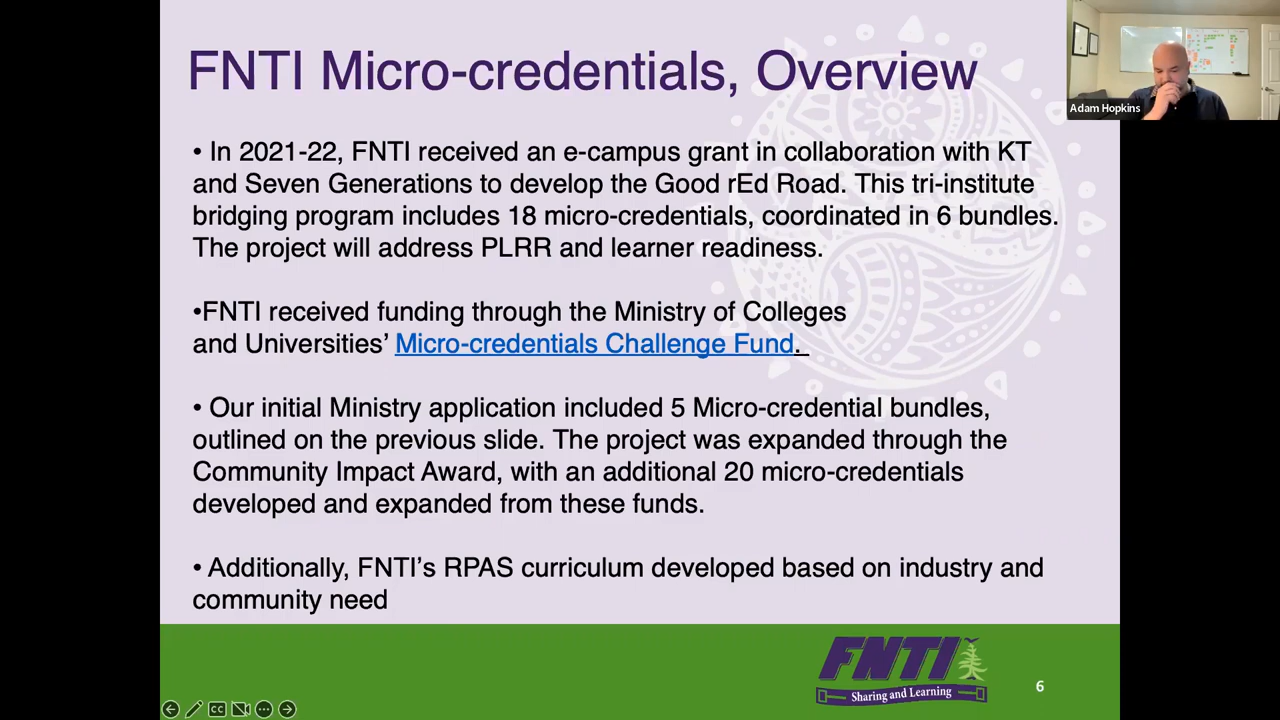 FNTI Micro-credentials, Overview
Adam Hopkins
• In 2021-22, FNTI received an e-campus grant in collaboration with KT
and Seven Generations to develop the Good rEd Road. This tri-institute
bridging program includes 18 micro-credentials, coordinated in 6 bundles.
The project will address PLRR and learner readiness.
•FNTI received funding through the Ministry of Colleges
and Universities’ Micro-credentials Challenge Fund.
• Our initial Ministry application included 5 Micro-credential bundles,
outlined on the previous slide. The project was expanded through the
Community Impact Award, with an additional 20 micro-credentials
developed and expanded from these funds.
• Additionally, FNTI’s RPAS curriculum developed based on industry and
community need
FNTI
Sharing and Learning
6
CC